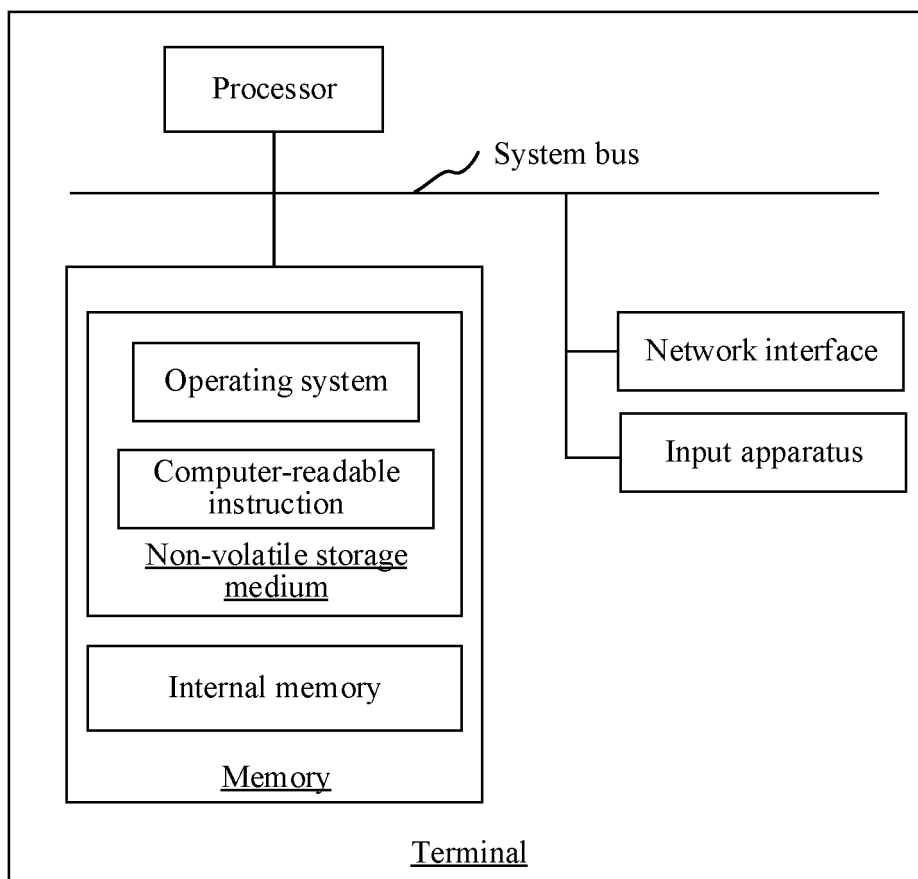 Processor
System bus
Operating system
Computer-readable
instruction
Non-volatile storage
medium
Internal memory
Memory
Network interface
Input apparatus
Terminal